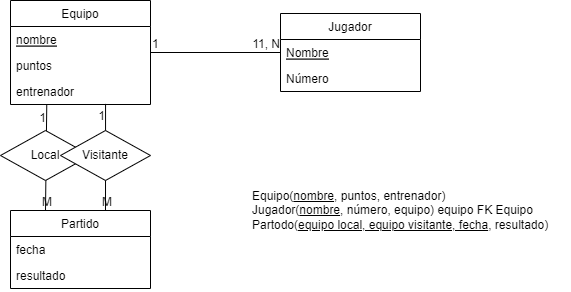 Equipo
nombre
puntos
entrenador
1
11, N
Jugador
Nombre
Número
1
1
Local
Visitante
M
M
Partido
fecha
resultado
Equipo(nombre, puntos, entrenador)
Jugador(nombre, número, equipo) equipo FK Equipo
Partodo(equipo local, equipo visitante, fecha, resultado)